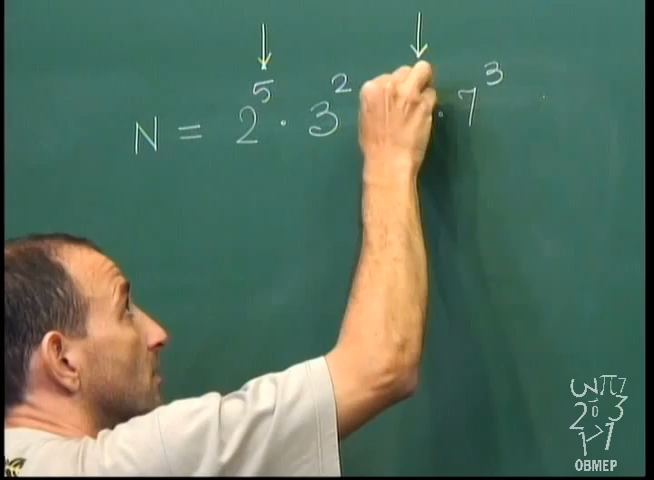 N = 2⁵ · 3² · 7³
OBMEP